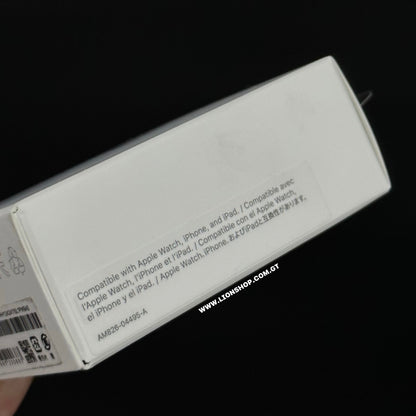 Compatible with Apple Watch, iPhone, and iPad. / Compatible avec
l'Apple Watch, l'iPhone et l'iPad. / Compatible con el Apple Watch,
el iPhone y el iPad. / Apple Watch、iPhone、およびiPadと互換性があります。
AM826-04495-A
WWW.LIONSHOP.COM.GT